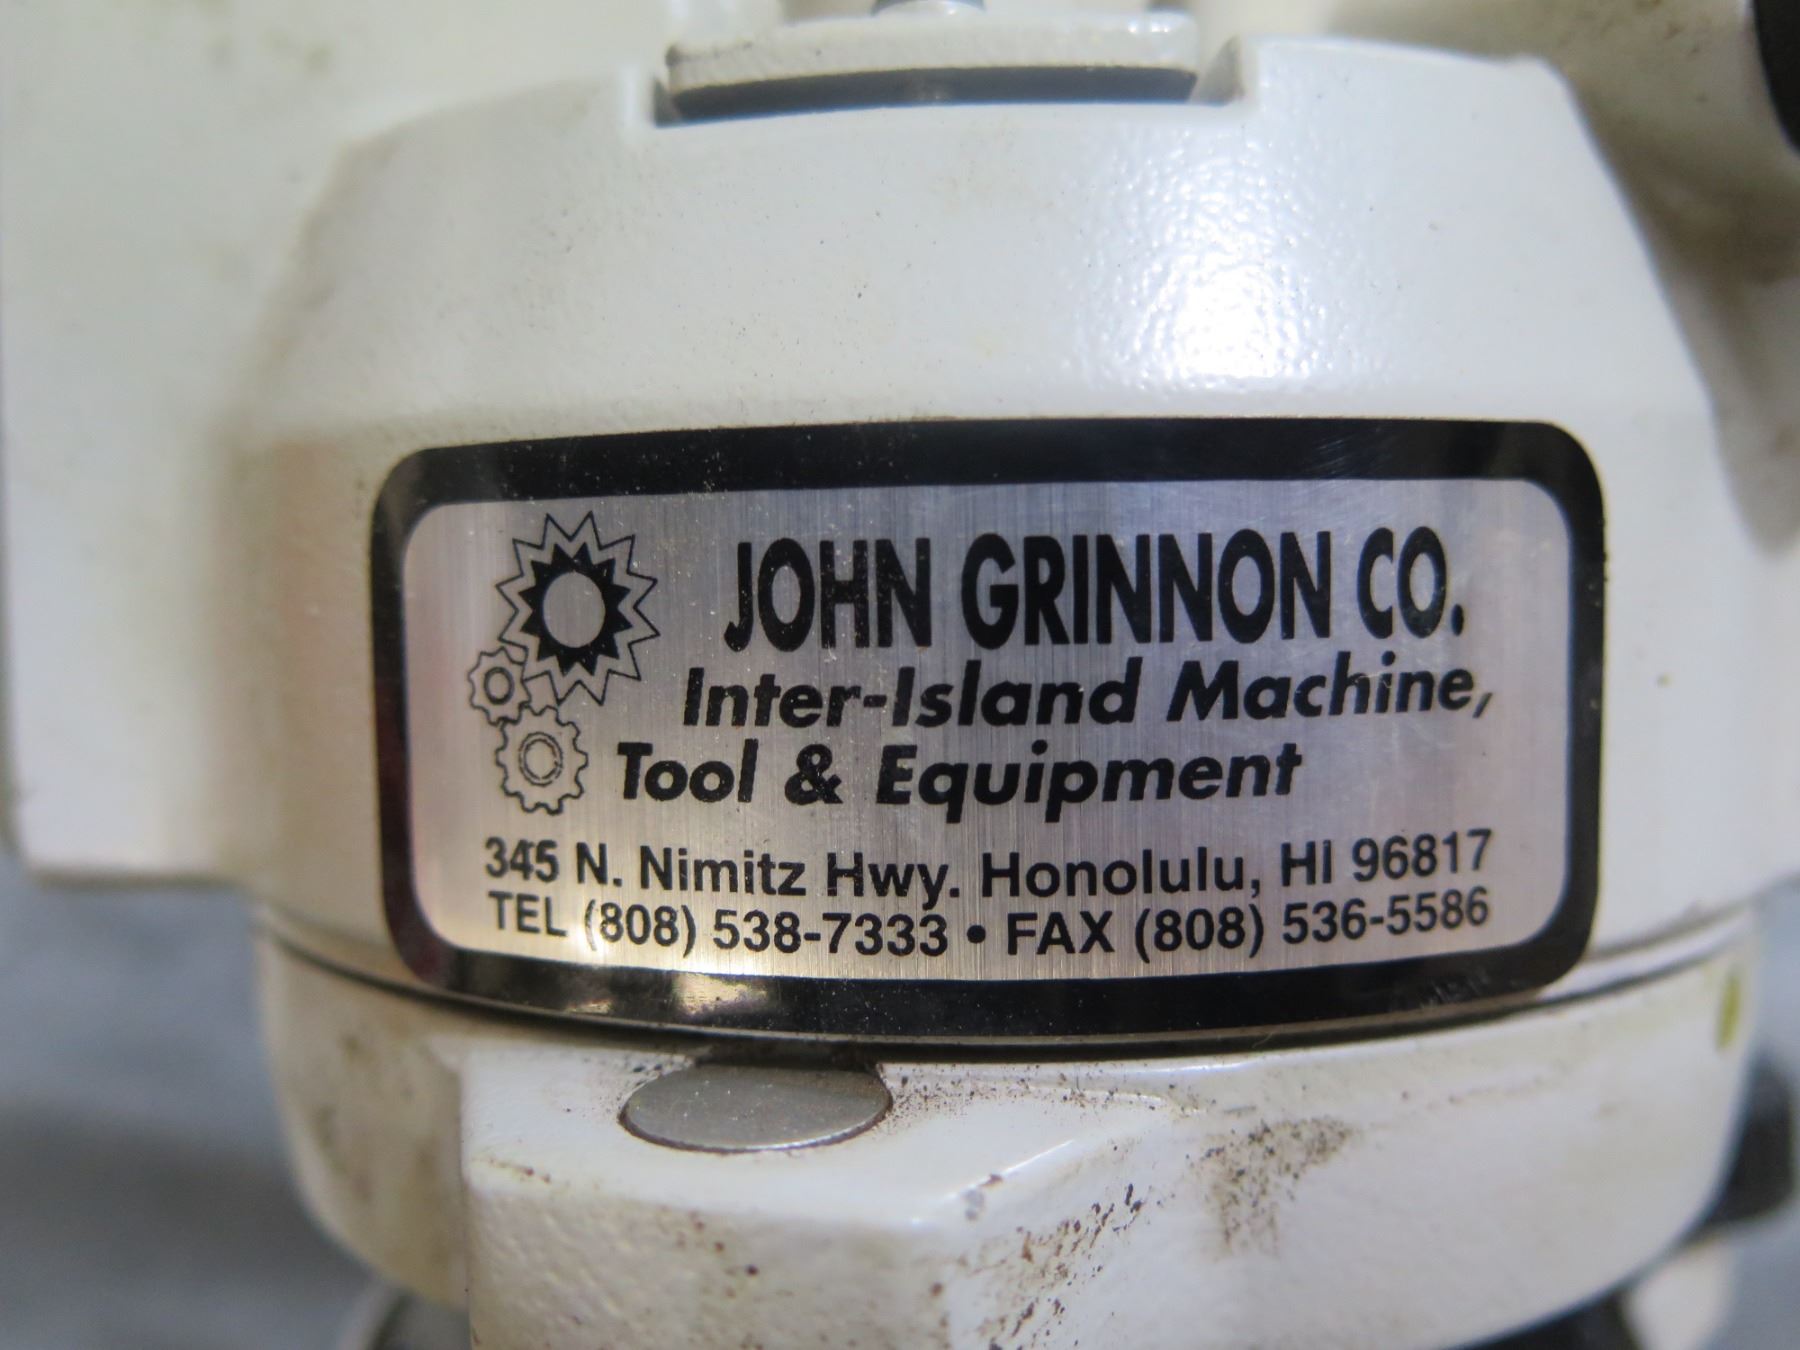 JOHN GRINNON CO.
Inter-Island Machine,
Tool & Equipment
345 N. Nimitz Hwy. Honolulu, HI 96817
TEL (808) 538-7333 • FAX (808) 536-5586